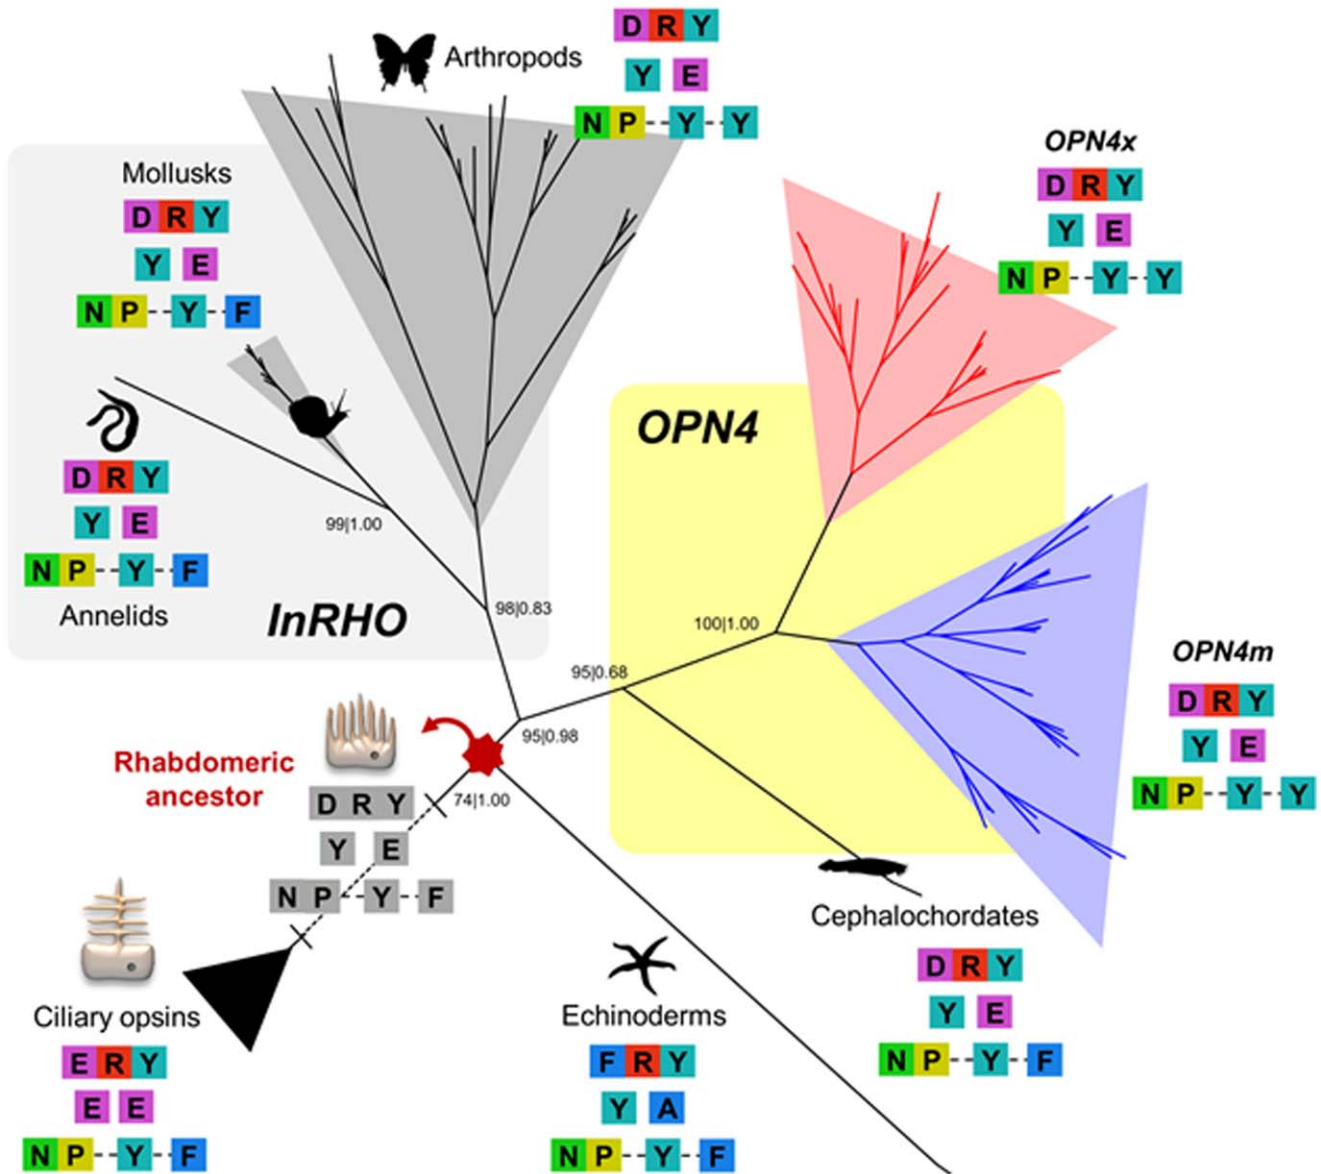 Arthropods
D R Y
Y E
N P--Y--Y
Mollusks
D R Y
Y E
N P--Y--F
OPN4x
D R Y
Y E
N P--Y--Y
OPN4
D R Y
Y E
N P--Y--F
Annelids
99|1.00
InRHO
98|0.83
100|1.00
95|0.68
95|0.98
OPN4m
D R Y
Y E
N P--Y--Y
Rhabdomeric
ancestor
74|1.00
D R Y
Y E
N P--Y--F
Cephalochordates
D R Y
Y E
N P--Y--F
Ciliary opsins
E R Y
E E
N P--Y--F
Echinoderms
F R Y
Y A
N P--Y--F